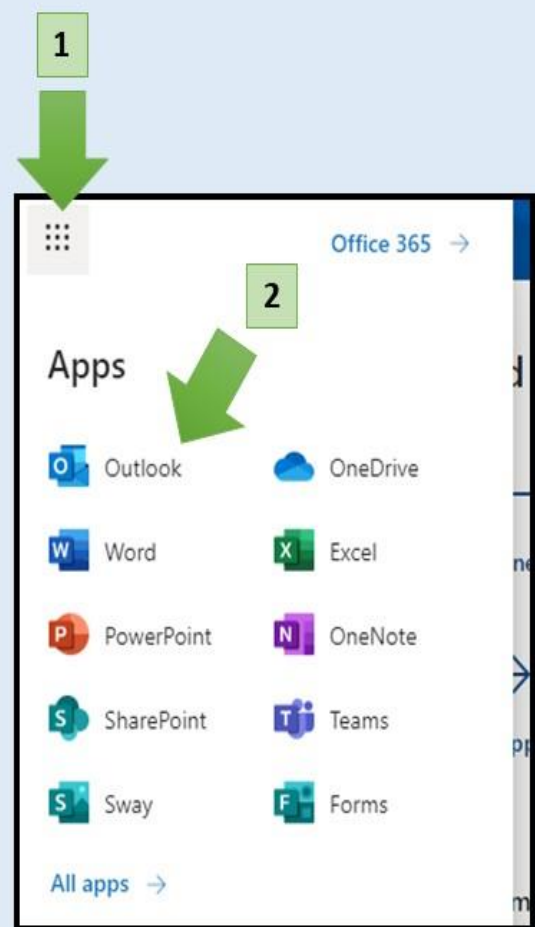 1
Office 365 →
2
Apps
Outlook OneDrive
Word Excel
PowerPoint OneNote
SharePoint Teams
Sway Forms
All apps →